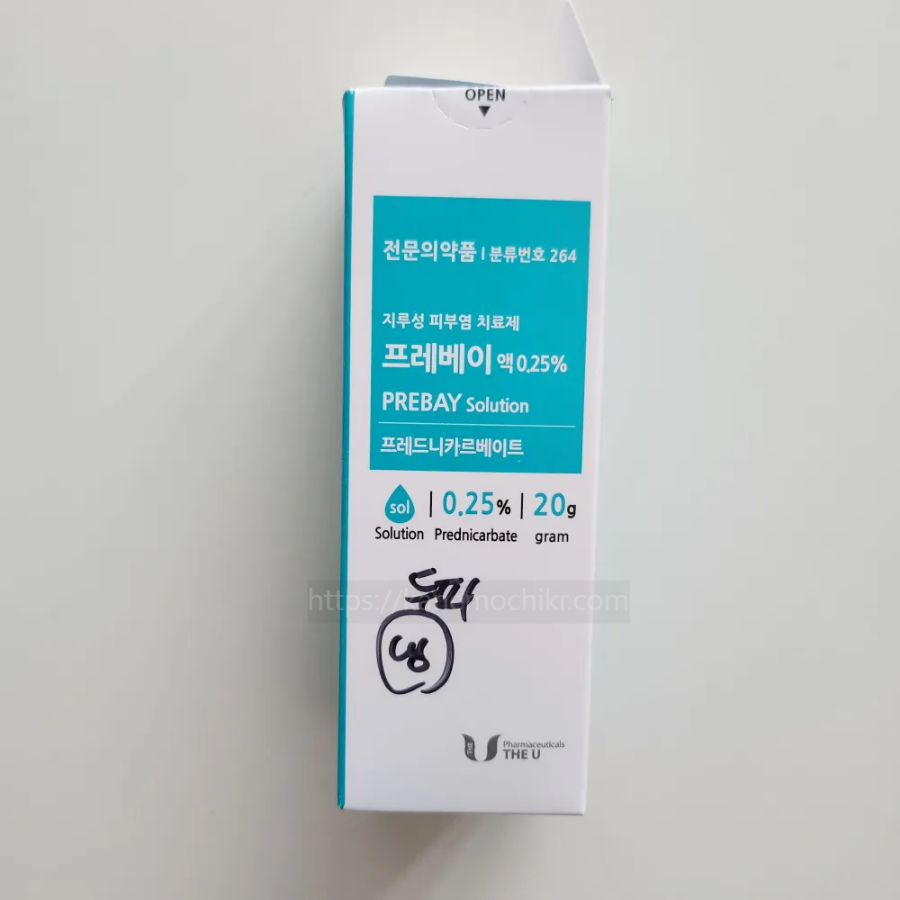 OPEN
전문의약품 | 분류번호 264
지루성 피부염 치료제
프레베이 액 0.25%
PREBAY Solution
프레드니카르베이트
sol | 0.25% | 20g
Solution Prednicarbate gram
두피
냉
THE U Pharmaceuticals
THE U